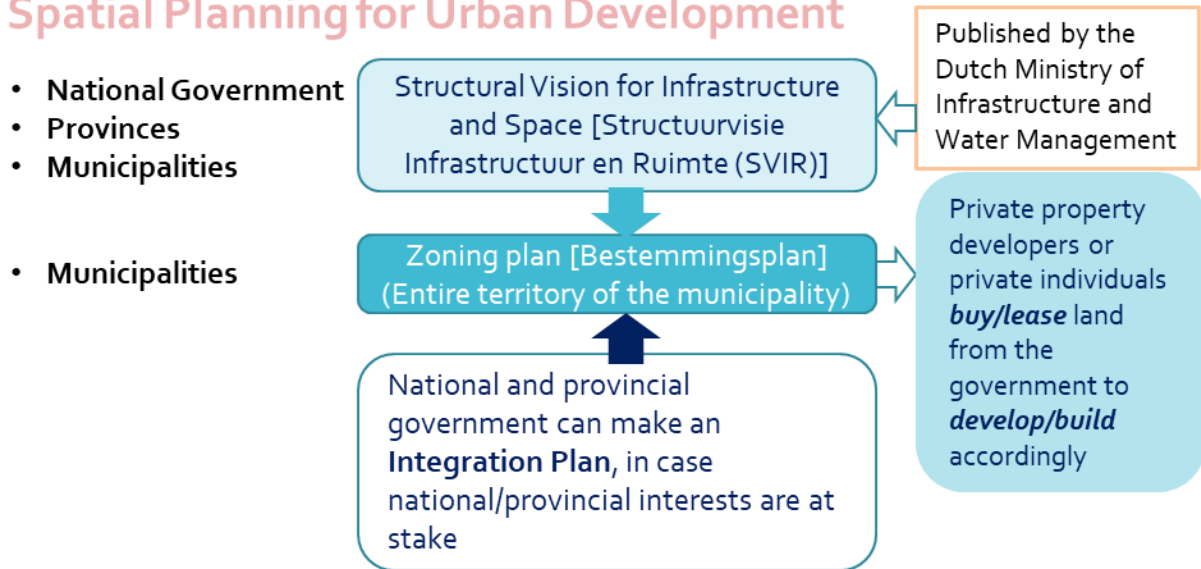 Spatial Planning for Urban Development
• National Government
• Provinces
• Municipalities
Structural Vision for Infrastructure
and Space [Structuurvisie
Infrastructuur en Ruimte (SVIR)]
Published by the
Dutch Ministry of
Infrastructure and
Water Management
• Municipalities
Zoning plan [Bestemmingsplan]
(Entire territory of the municipality)
Private property
developers or
private individuals
buy/lease land
from the
government to
develop/build
accordingly
National and provincial
government can make an
Integration Plan, in case
national/provincial interests are at
stake